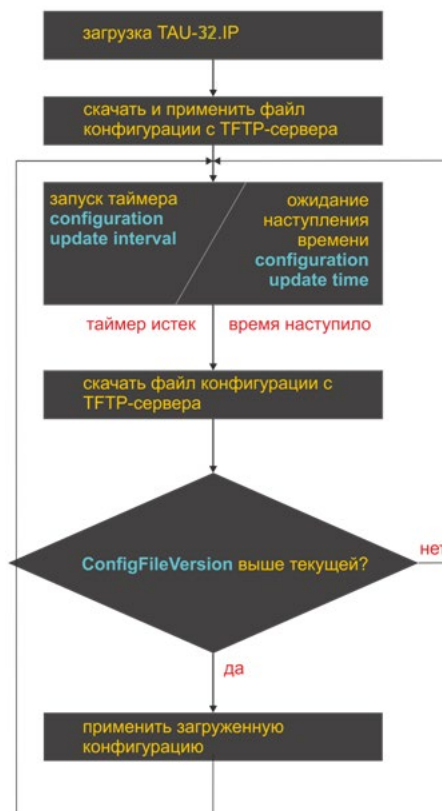 загрузка TAU-32.IP
скачать и применить файл
конфигурации с TFTP-сервера
запуск таймера
configuration
update interval
ожидание
наступления
времени
configuration
update time
таймер истек
время наступило
скачать файл конфигурации с
TFTP-сервера
ConfigFileVersion выше текущей?
нет
да
применить загруженную
конфигурацию